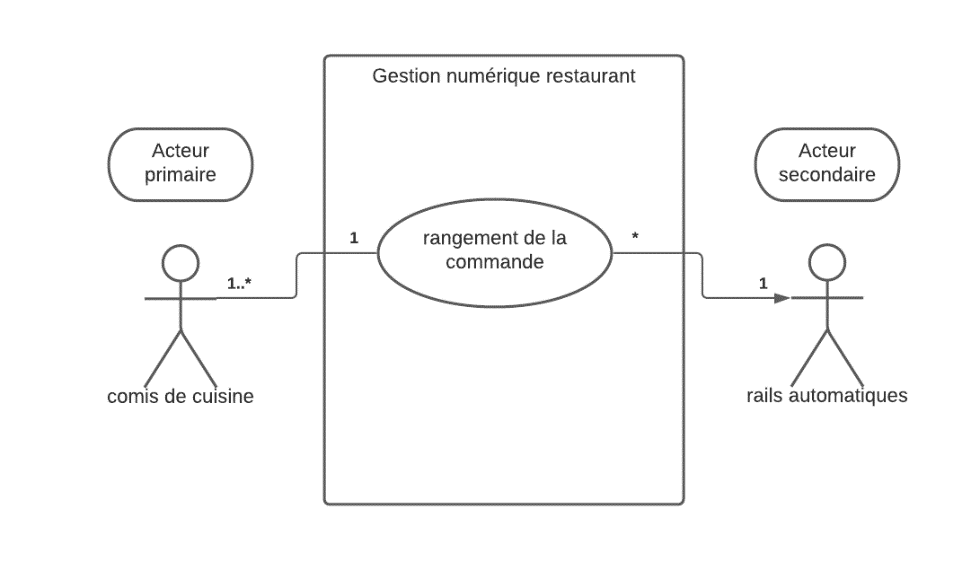 Gestion numérique restaurant
Acteur
primaire
Acteur
secondaire
1
rangement de la
commande
*
1..*
1
comis de cuisine
rails automatiques